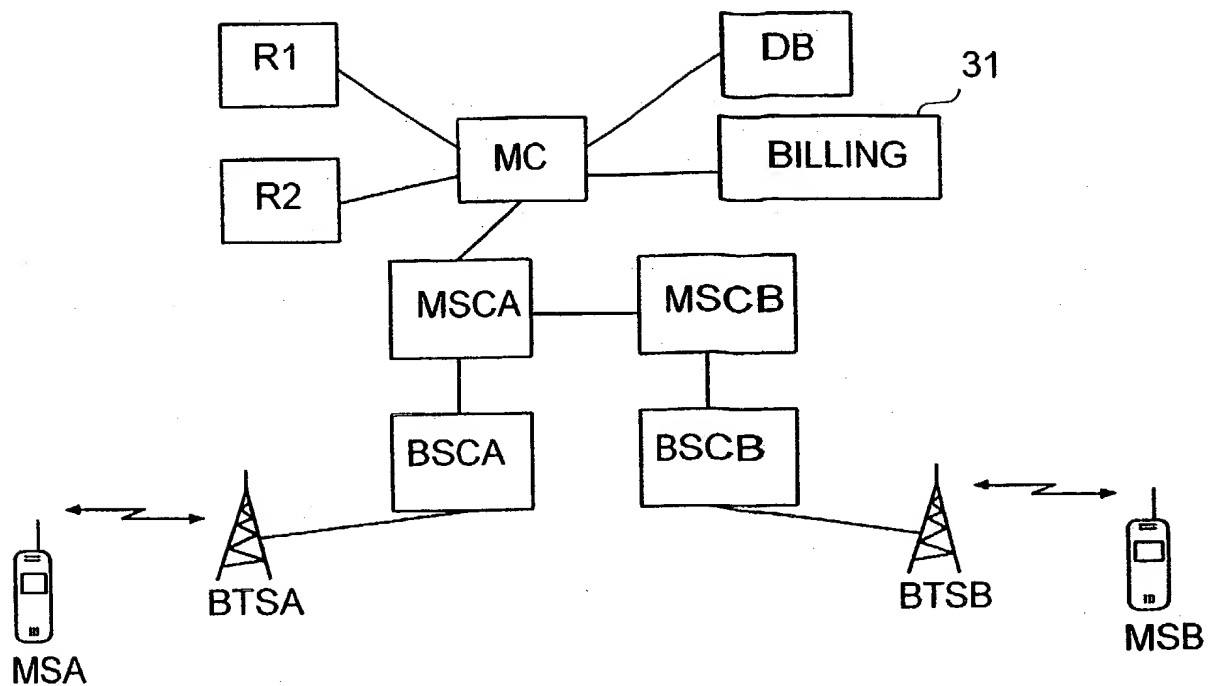 R1
DB
31
MC
BILLING
R2
MSCA
MSCB
BSCA
BSCB
BTSA
BTSB
MSA
MSB